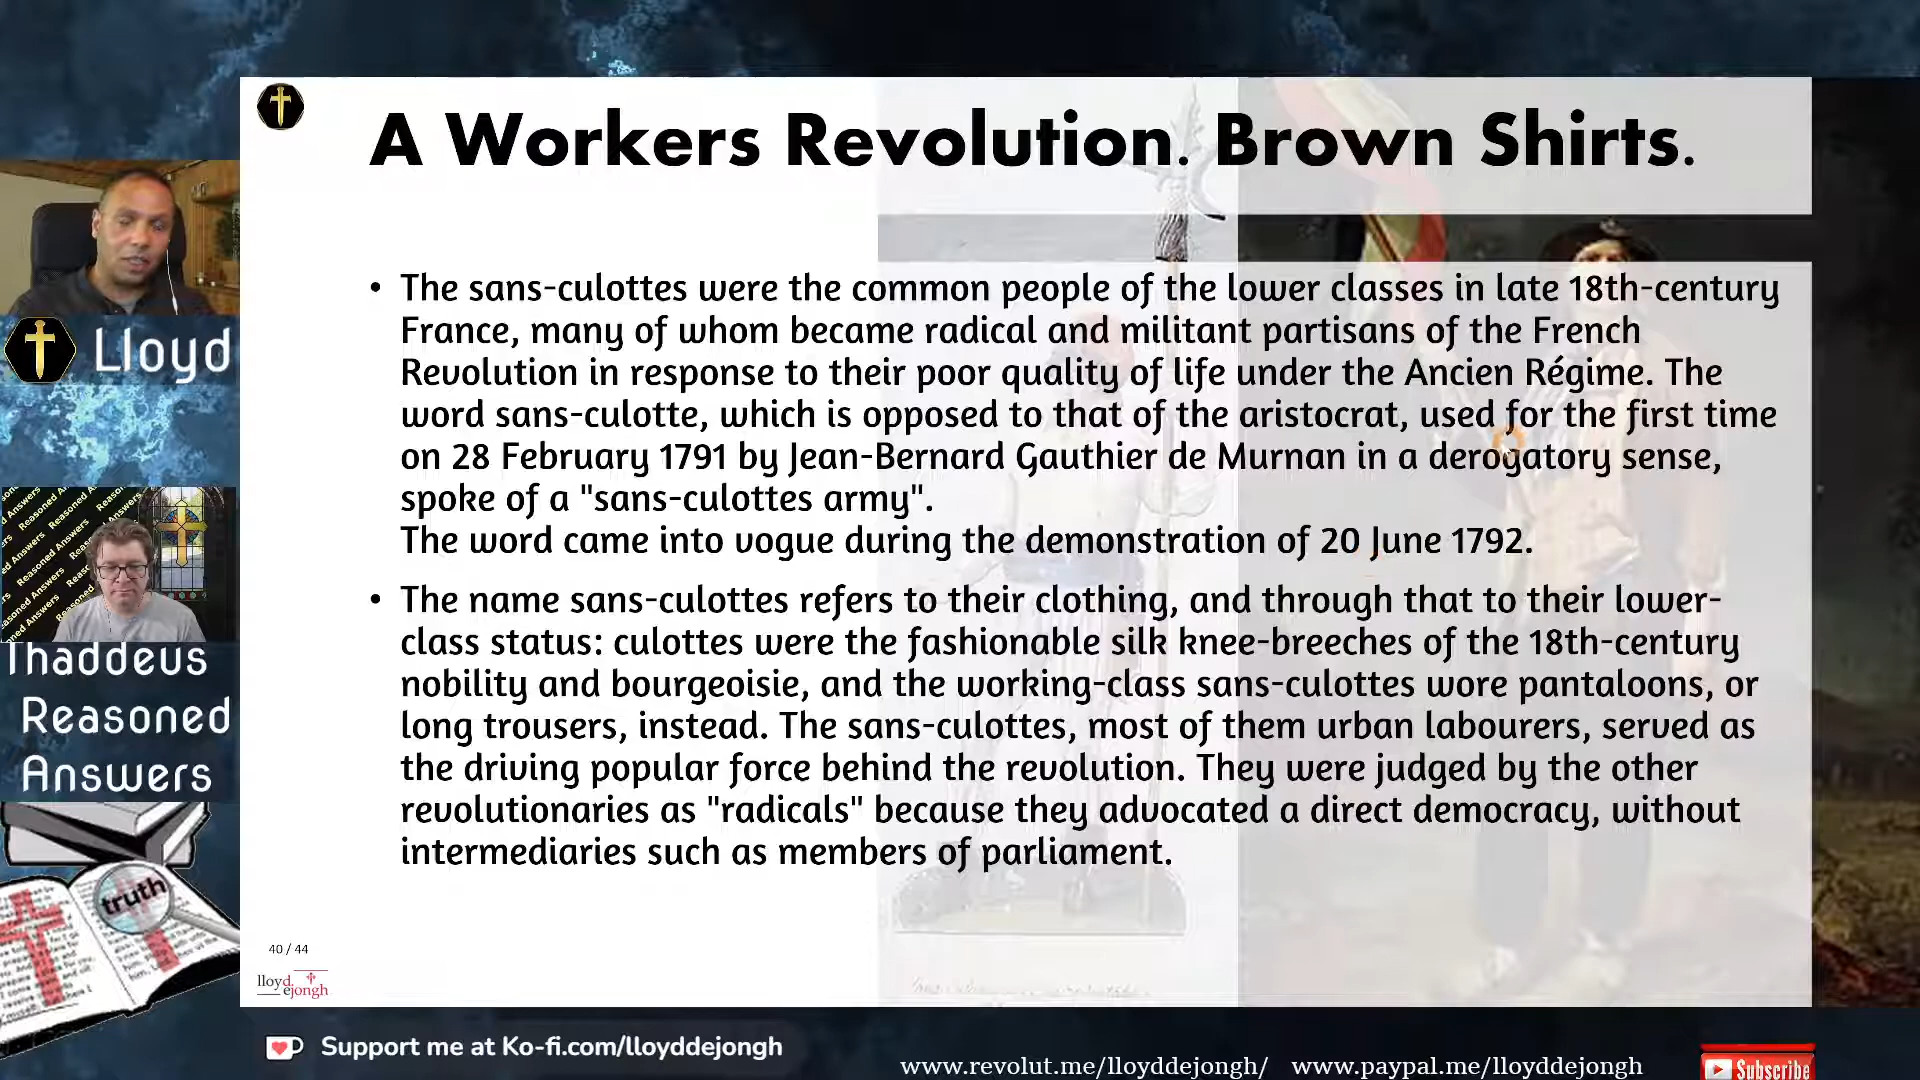 A Workers Revolution. Brown Shirts.
• The sans-culottes were the common people of the lower classes in late 18th-century
France, many of whom became radical and militant partisans of the French
Revolution in response to their poor quality of life under the Ancien Régime. The
word sans-culotte, which is opposed to that of the aristocrat, used for the first time
on 28 February 1791 by Jean-Bernard Gauthier de Murnan in a derogatory sense,
spoke of a "sans-culottes army".
The word came into vogue during the demonstration of 20 June 1792.
• The name sans-culottes refers to their clothing, and through that to their lower-
class status: culottes were the fashionable silk knee-breeches of the 18th-century
nobility and bourgeoisie, and the working-class sans-culottes wore pantaloons, or
long trousers, instead. The sans-culottes, most of them urban labourers, served as
the driving popular force behind the revolution. They were judged by the other
revolutionaries as "radicals" because they advocated a direct democracy, without
intermediaries such as members of parliament.
40 / 44
lloyd
ejongh
Lloyd
Reasoned Answers
Thaddeus
Reasoned
Answers
truth
Support me at Ko-fi.com/lloyddejongh
www.revolut.me/lloyddejongh/ www.paypal.me/lloyddejongh
Subscribe